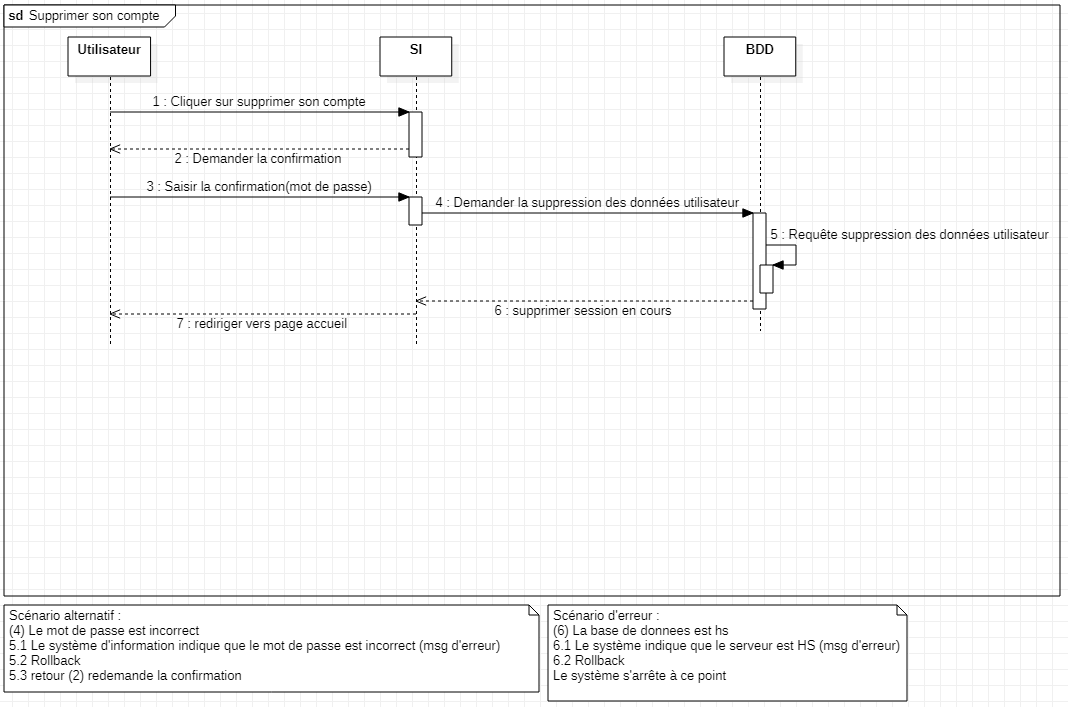 sd Supprimer son compte
Utilisateur
SI
BDD
1 : Cliquer sur supprimer son compte
2 : Demander la confirmation
3 : Saisir la confirmation(mot de passe)
4 : Demander la suppression des données utilisateur
5 : Requête suppression des données utilisateur
6 : supprimer session en cours
7 : rediriger vers page accueil
Scénario alternatif :
(4) Le mot de passe est incorrect
5.1 Le système d'information indique que le mot de passe est incorrect (msg d'erreur)
5.2 Rollback
5.3 retour (2) redemande la confirmation
Scénario d'erreur :
(6) La base de donnees est hs
6.1 Le système indique que le serveur est HS (msg d'erreur)
6.2 Rollback
Le système s'arrête à ce point